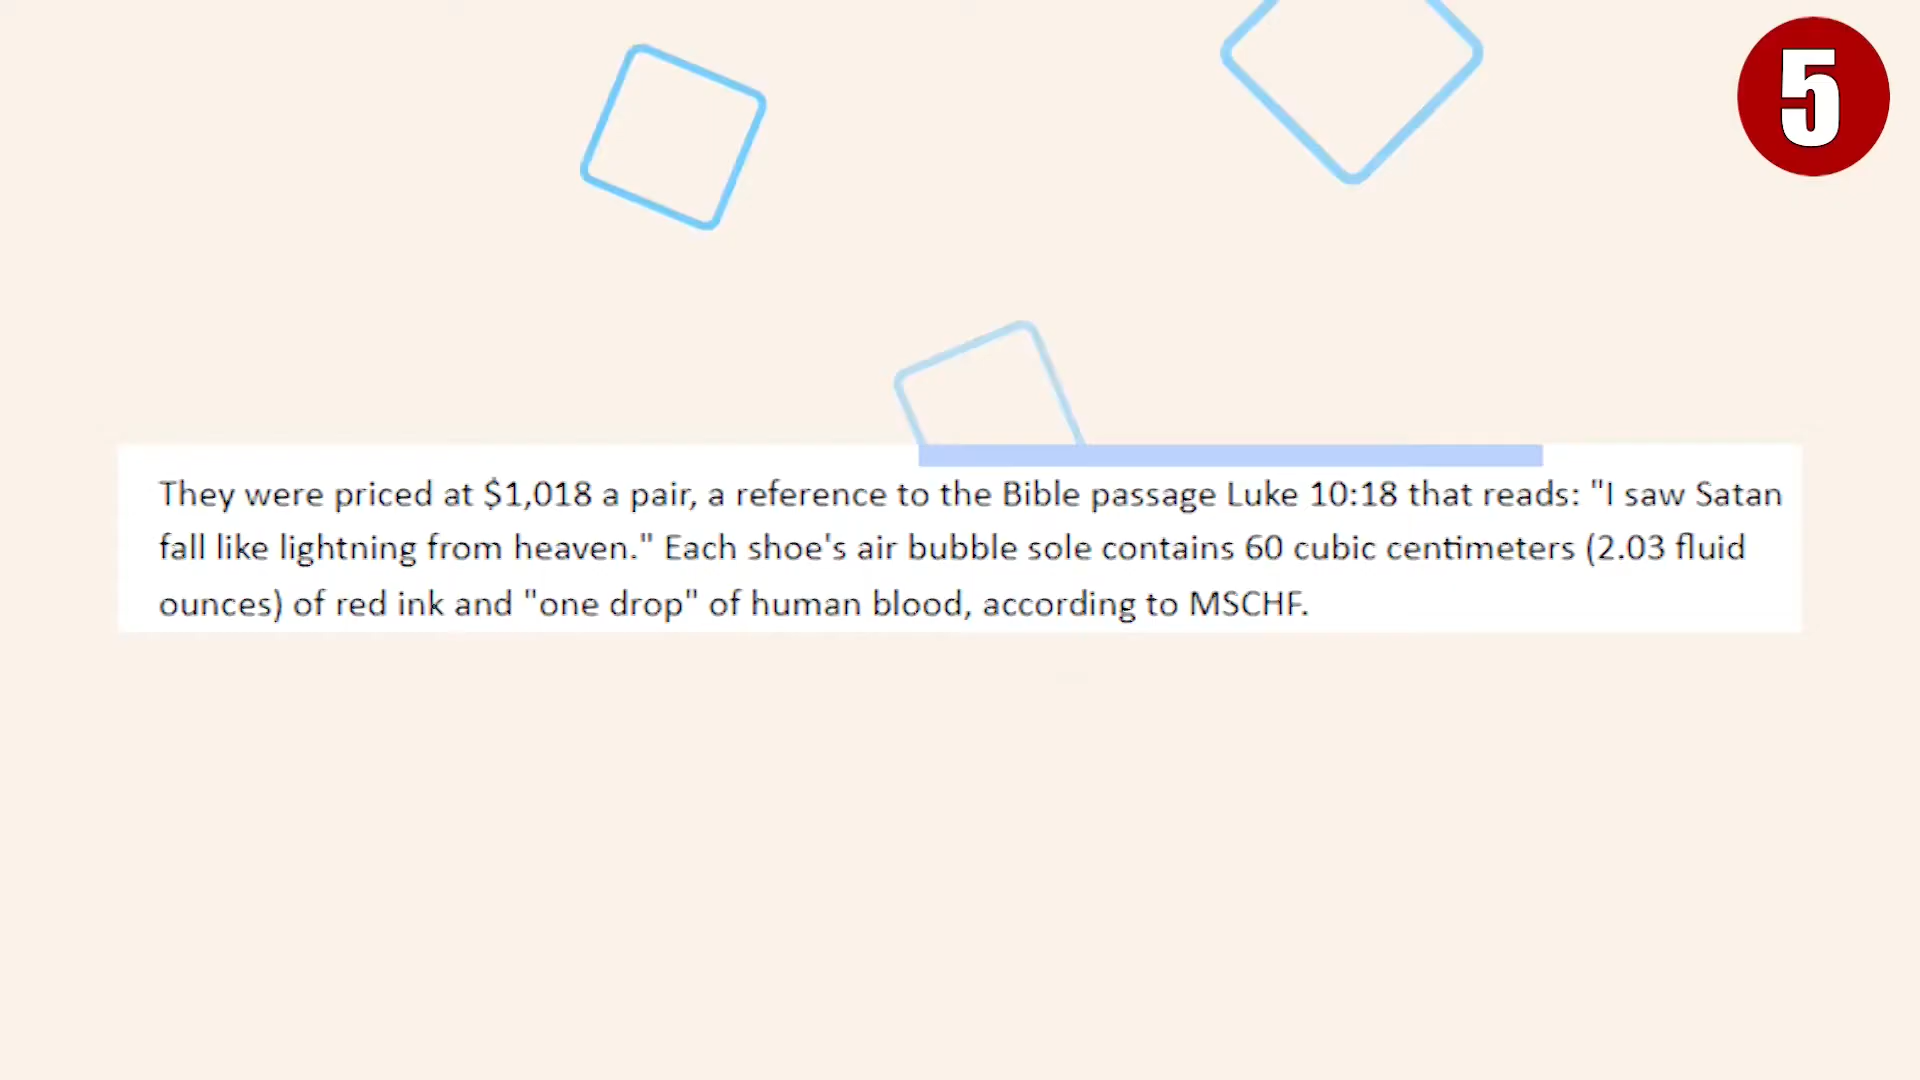 5
They were priced at $1,018 a pair, a reference to the Bible passage Luke 10:18 that reads: "I saw Satan
fall like lightning from heaven." Each shoe's air bubble sole contains 60 cubic centimeters (2.03 fluid
ounces) of red ink and "one drop" of human blood, according to MSCHF.